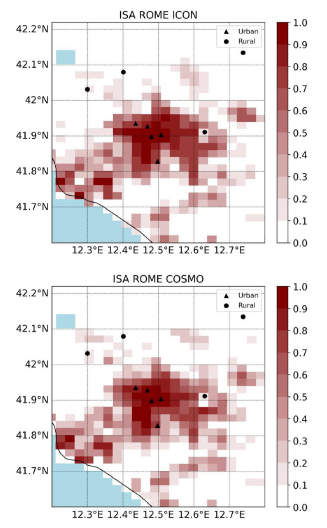 ISA ROME ICON
42.2°N
42.1°N
42°N
41.9°N
41.8°N
41.7°N
12.3°E 12.4°E 12.5°E 12.6°E 12.7°E
Urban
Rural
1.0
0.9
0.8
0.7
0.6
0.5
0.4
0.3
0.2
0.1
0.0
ISA ROME COSMO
42.2°N
42.1°N
42°N
41.9°N
41.8°N
41.7°N
12.3°E 12.4°E 12.5°E 12.6°E 12.7°E
Urban
Rural
1.0
0.9
0.8
0.7
0.6
0.5
0.4
0.3
0.2
0.1
0.0